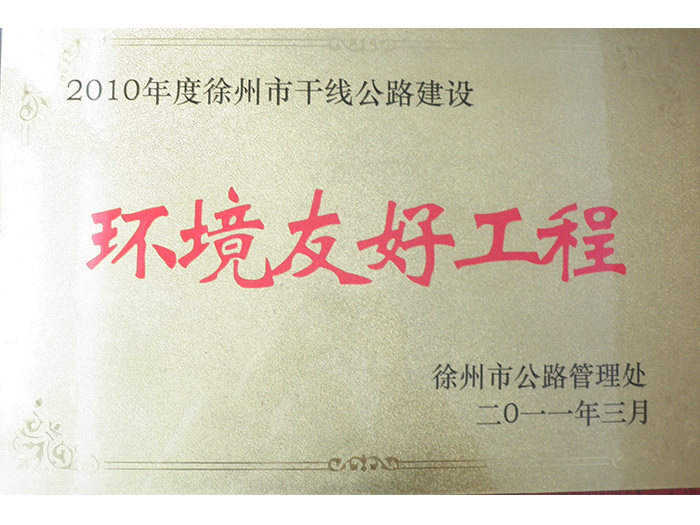 2010年度徐州市干线公路建设
环境友好工程
徐州市公路管理处
二〇一一年三月